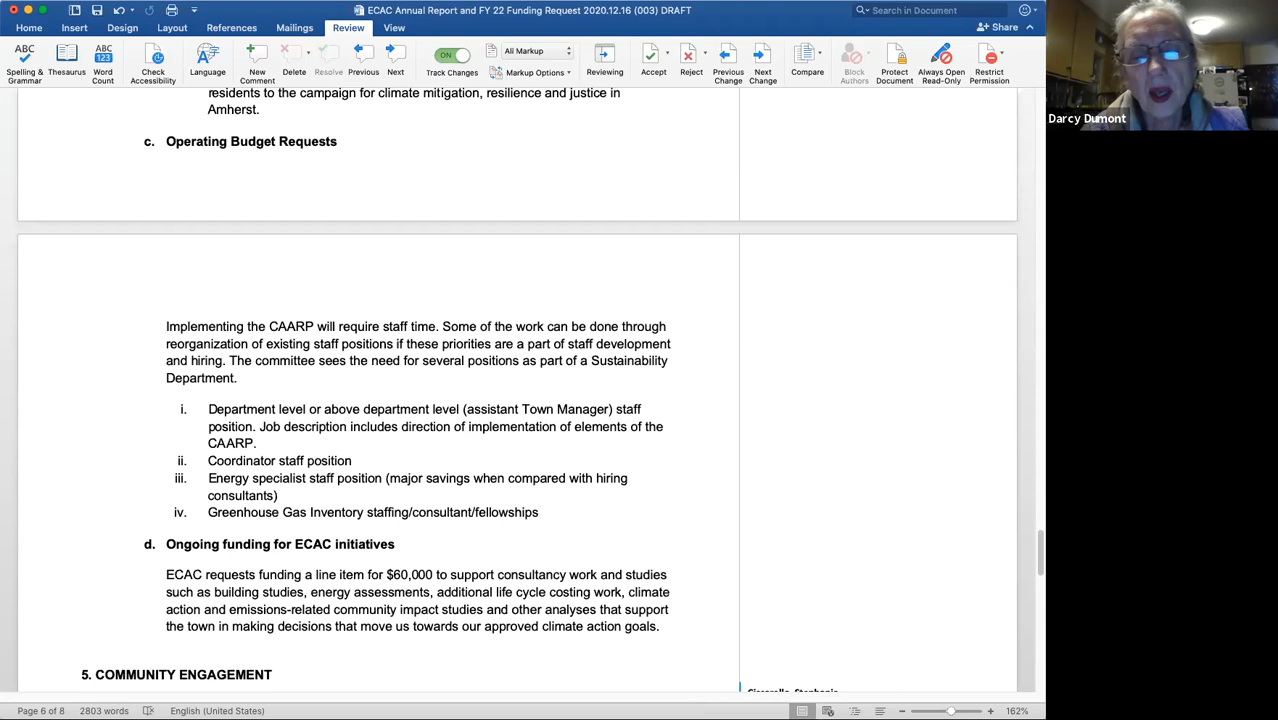 ECAC Annual Report and FY 22 Funding Request 2020.12.16 (003) DRAFT
Search in Document
Home Insert Design Layout References Mailings Review View
Share
ABC
ABC
123
ON
All Markup
Markup Options
Spelling & Grammar
Thesaurus
Word Count
Check Accessibility
Language
New Comment
Delete
Resolve
Previous
Next
Track Changes
Reviewing
Accept
Reject
Previous Change
Next Change
Compare
Block Authors
Protect Document
Always Open Read-Only
Restrict Permission
residents to the campaign for climate mitigation, resilience and justice in
Amherst.
c. Operating Budget Requests
Implementing the CAARP will require staff time. Some of the work can be done through
reorganization of existing staff positions if these priorities are a part of staff development
and hiring. The committee sees the need for several positions as part of a Sustainability
Department.
i. Department level or above department level (assistant Town Manager) staff
position. Job description includes direction of implementation of elements of the
CAARP.
ii. Coordinator staff position
iii. Energy specialist staff position (major savings when compared with hiring
consultants)
iv. Greenhouse Gas Inventory staffing/consultant/fellowships
d. Ongoing funding for ECAC initiatives
ECAC requests funding a line item for $60,000 to support consultancy work and studies
such as building studies, energy assessments, additional life cycle costing work, climate
action and emissions-related community impact studies and other analyses that support
the town in making decisions that move us towards our approved climate action goals.
5. COMMUNITY ENGAGEMENT
Page 6 of 8 2803 words English (United States) 162%
Darcy Dumont